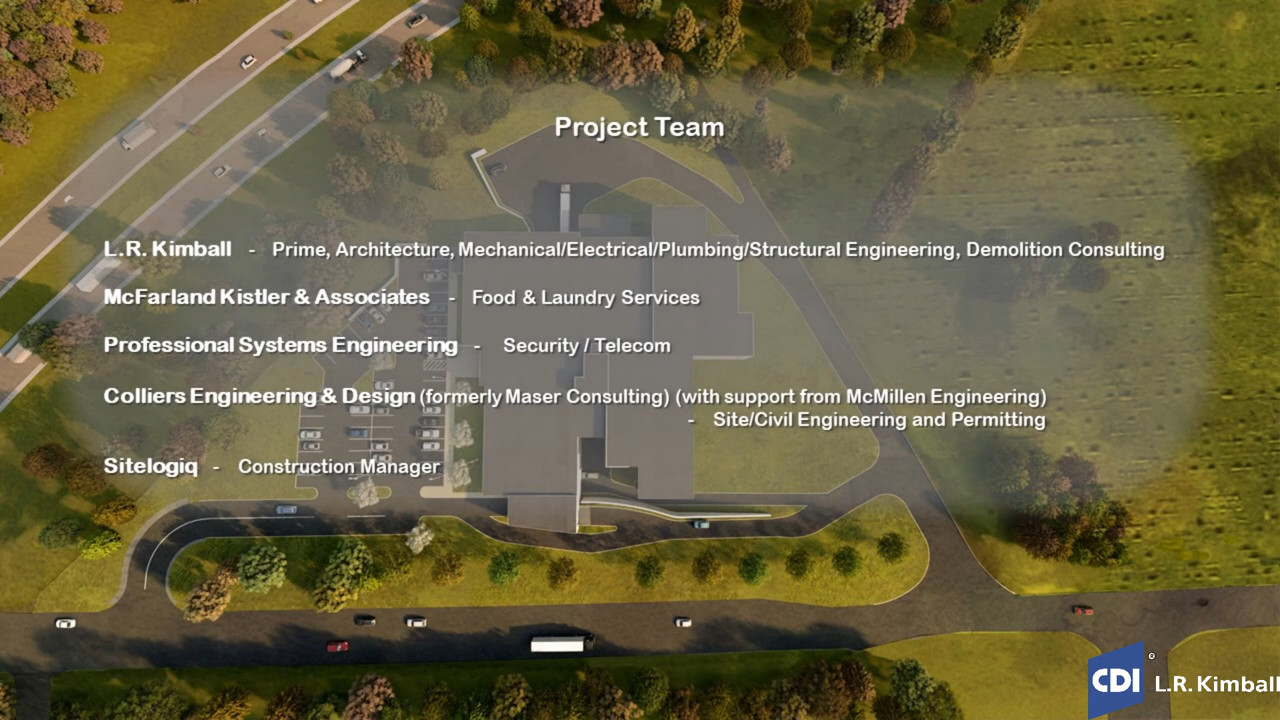 Project Team
L.R. Kimball - Prime, Architecture, Mechanical/Electrical/Plumbing/Structural Engineering, Demolition Consulting
McFarland Kistler & Associates - Food & Laundry Services
Professional Systems Engineering - Security / Telecom
Colliers Engineering & Design (formerly Maser Consulting) (with support from McMillen Engineering)
- Site/Civil Engineering and Permitting
Sitelogiq - Construction Manager
CDI ® L.R. Kimball